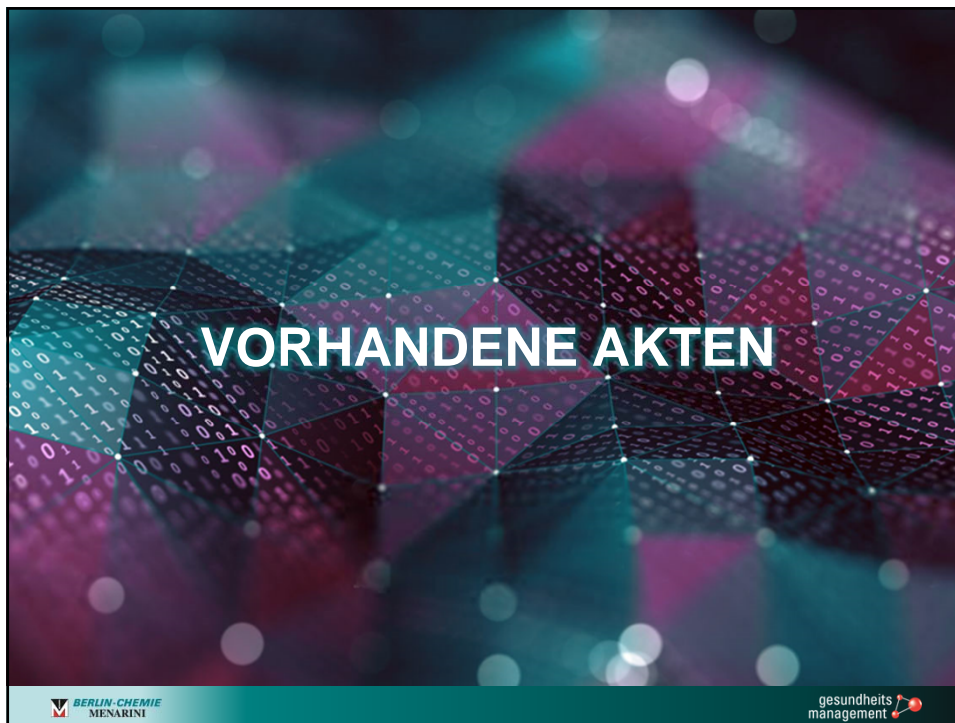 VORHANDENE AKTEN
BERLIN-CHEMIE
MENARINI
gesundheits
management